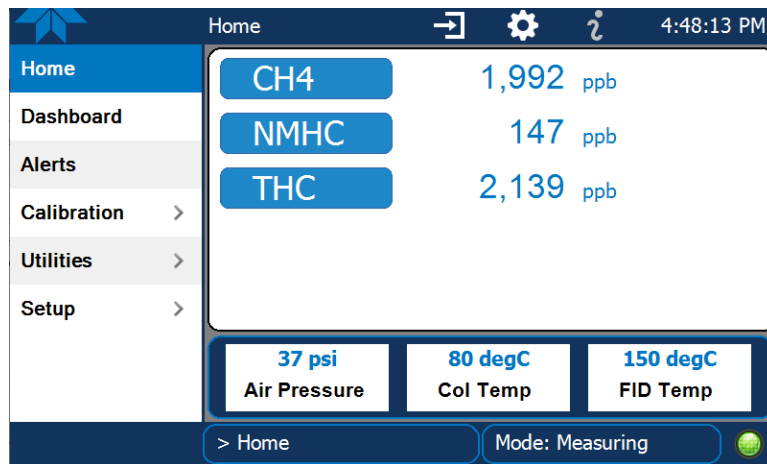 Home 4:48:13 PM
Home
Dashboard
Alerts
Calibration >
Utilities >
Setup >
CH4 1,992 ppb
NMHC 147 ppb
THC 2,139 ppb
37 psi 80 degC 150 degC
Air Pressure Col Temp FID Temp
> Home Mode: Measuring